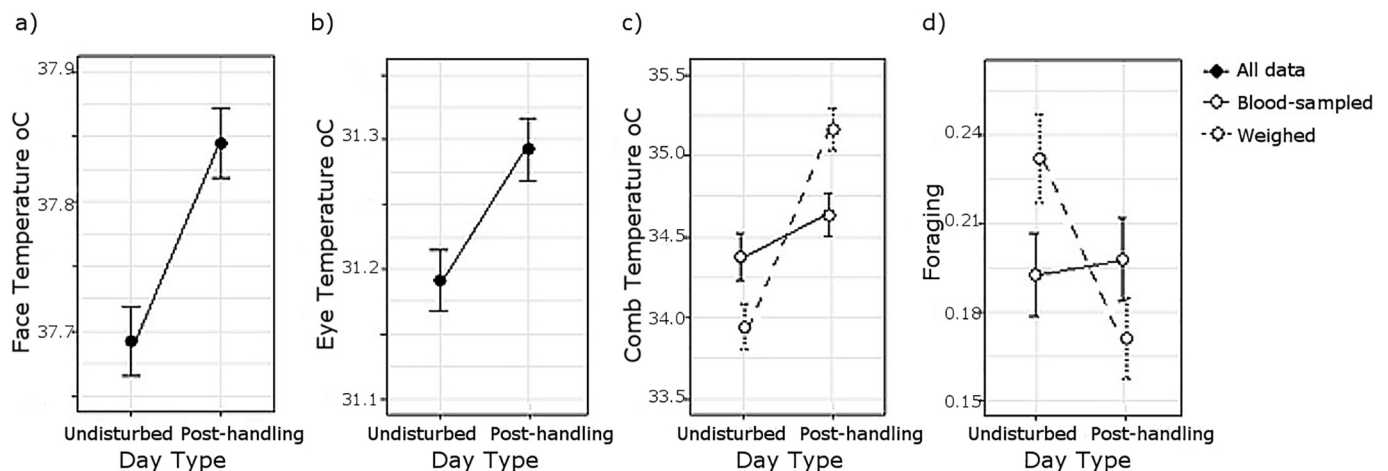 a)
Face Temperature oC
37.9
37.8
37.7
Undisturbed Post-handling
Day Type
b)
Eye Temperature oC
31.3
31.2
31.1
Undisturbed Post-handling
Day Type
c)
Comb Temperature oC
35.5
35.0
34.5
34.0
33.5
Undisturbed Post-handling
Day Type
d)
Foraging
0.24
0.21
0.18
0.15
Undisturbed Post-handling
Day Type
All data
Blood-sampled
Weighed